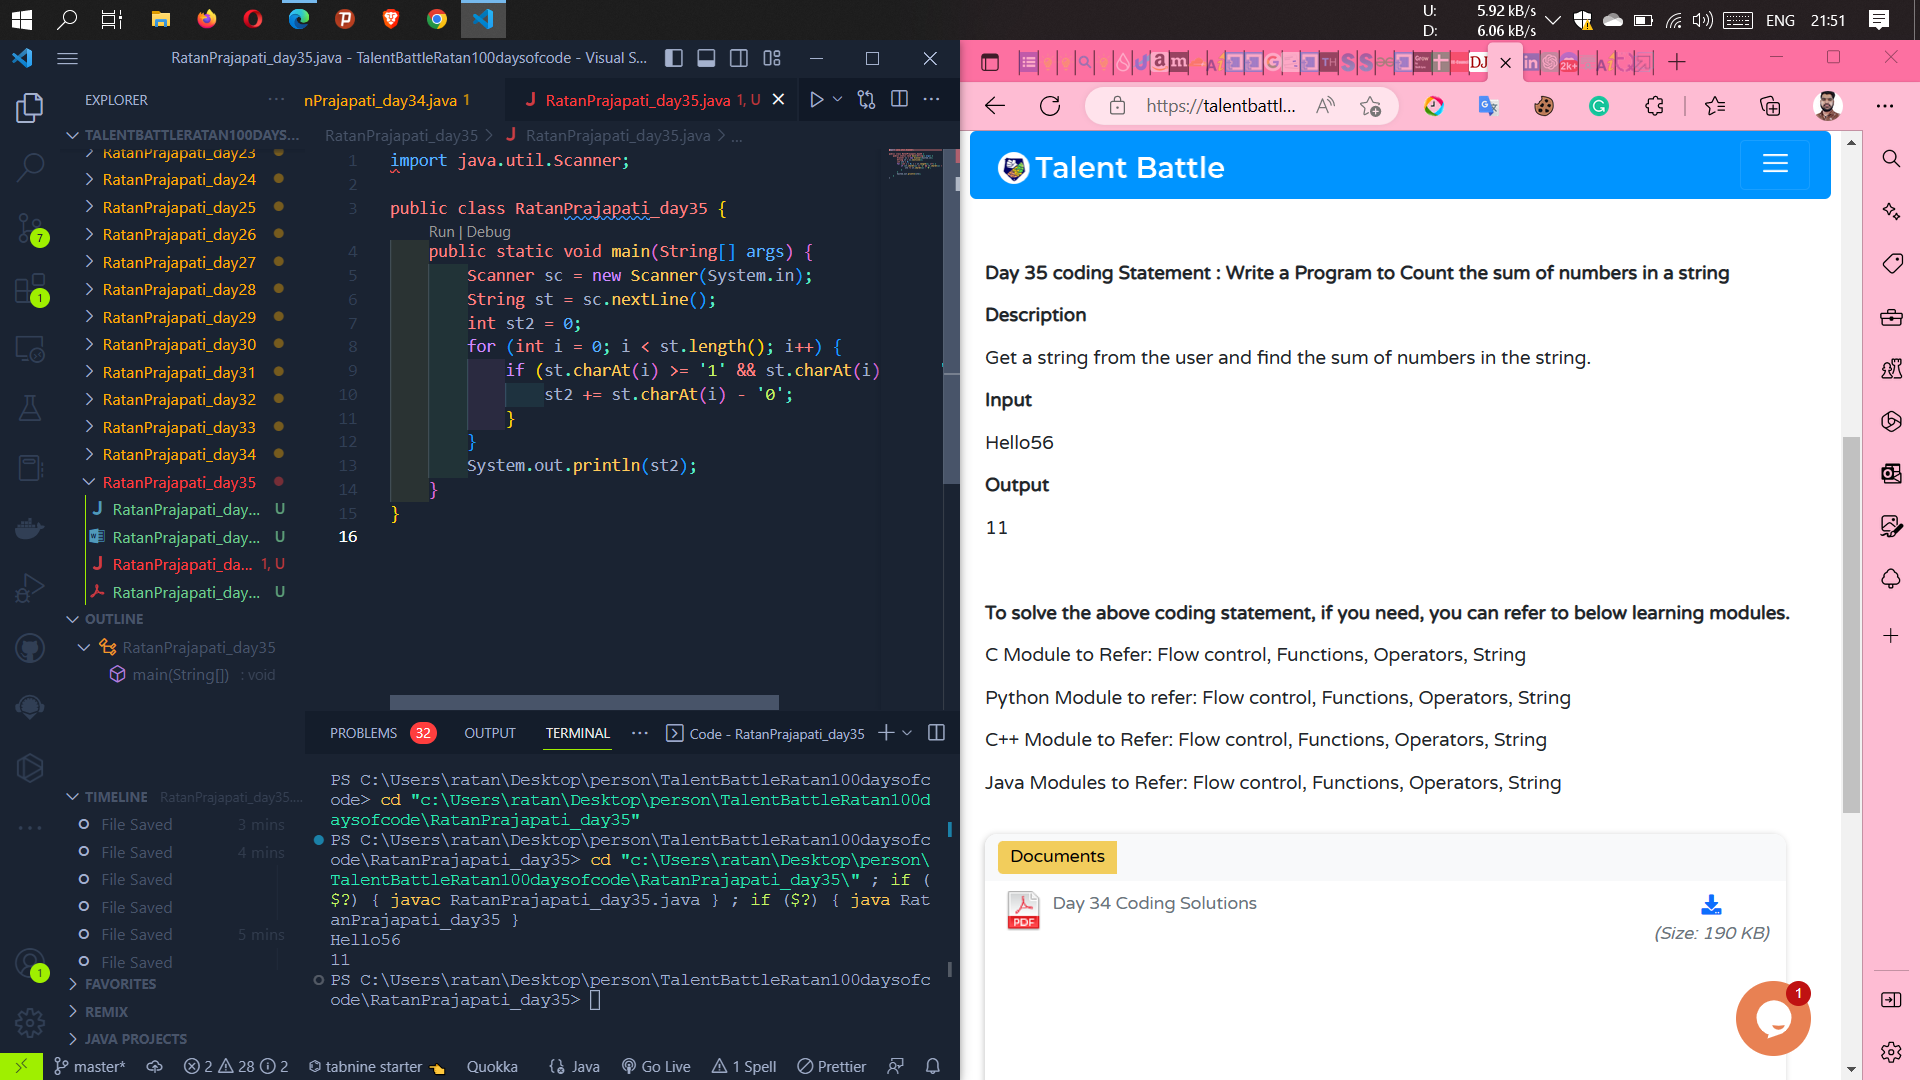 U: 5.92 kB/s
D: 6.06 kB/s
ENG 21:51
RatanPrajapati_day35.java - TalentBattleRatan100daysofcode - Visual S...
EXPLORER
TALENTBATTLERATAN100DAYS...
RatanPrajapati_day23
RatanPrajapati_day24
RatanPrajapati_day25
RatanPrajapati_day26
RatanPrajapati_day27
RatanPrajapati_day28
RatanPrajapati_day29
RatanPrajapati_day30
RatanPrajapati_day31
RatanPrajapati_day32
RatanPrajapati_day33
RatanPrajapati_day34
RatanPrajapati_day35
RatanPrajapati_day... U
RatanPrajapati_day... U
RatanPrajapati_da... 1, U
RatanPrajapati_day... U
OUTLINE
RatanPrajapati_day35
main(String[]) : void
TIMELINE RatanPrajapati_day35....
File Saved 3 mins
File Saved 4 mins
File Saved
File Saved
File Saved 5 mins
File Saved
FAVORITES
REMIX
JAVA PROJECTS
7
1
1
nPrajapati_day34.java 1
RatanPrajapati_day35.java 1, U
RatanPrajapati_day35 > RatanPrajapati_day35.java > ...
1 import java.util.Scanner;
2
3 public class RatanPrajapati_day35 {
Run | Debug
4 public static void main(String[] args) {
5 Scanner sc = new Scanner(System.in);
6 String st = sc.nextLine();
7 int st2 = 0;
8 for (int i = 0; i < st.length(); i++) {
9 if (st.charAt(i) >= '1' && st.charAt(i)
10 st2 += st.charAt(i) - '0';
11 }
12 }
13 System.out.println(st2);
14 }
15 }
16
PROBLEMS 32 OUTPUT TERMINAL ... Code - RatanPrajapati_day35
PS C:\Users\ratan\Desktop\person\TalentBattleRatan100daysofc
ode> cd "c:\Users\ratan\Desktop\person\TalentBattleRatan100d
aysofcode\RatanPrajapati_day35"
PS C:\Users\ratan\Desktop\person\TalentBattleRatan100daysofc
ode\RatanPrajapati_day35> cd "c:\Users\ratan\Desktop\person\
TalentBattleRatan100daysofcode\RatanPrajapati_day35\" ; if (
$?) { javac RatanPrajapati_day35.java } ; if ($?) { java Rat
anPrajapati_day35 }
Hello56
11
PS C:\Users\ratan\Desktop\person\TalentBattleRatan100daysofc
ode\RatanPrajapati_day35>
master* 2 28 2 tabnine starter Quokka Java Go Live 1 Spell Prettier
DJ
https://talentbattl...
Talent Battle
Day 35 coding Statement : Write a Program to Count the sum of numbers in a string
Description
Get a string from the user and find the sum of numbers in the string.
Input
Hello56
Output
11
To solve the above coding statement, if you need, you can refer to below learning modules.
C Module to Refer: Flow control, Functions, Operators, String
Python Module to refer: Flow control, Functions, Operators, String
C++ Module to Refer: Flow control, Functions, Operators, String
Java Modules to Refer: Flow control, Functions, Operators, String
Documents
PDF
Day 34 Coding Solutions
(Size: 190 KB)
1